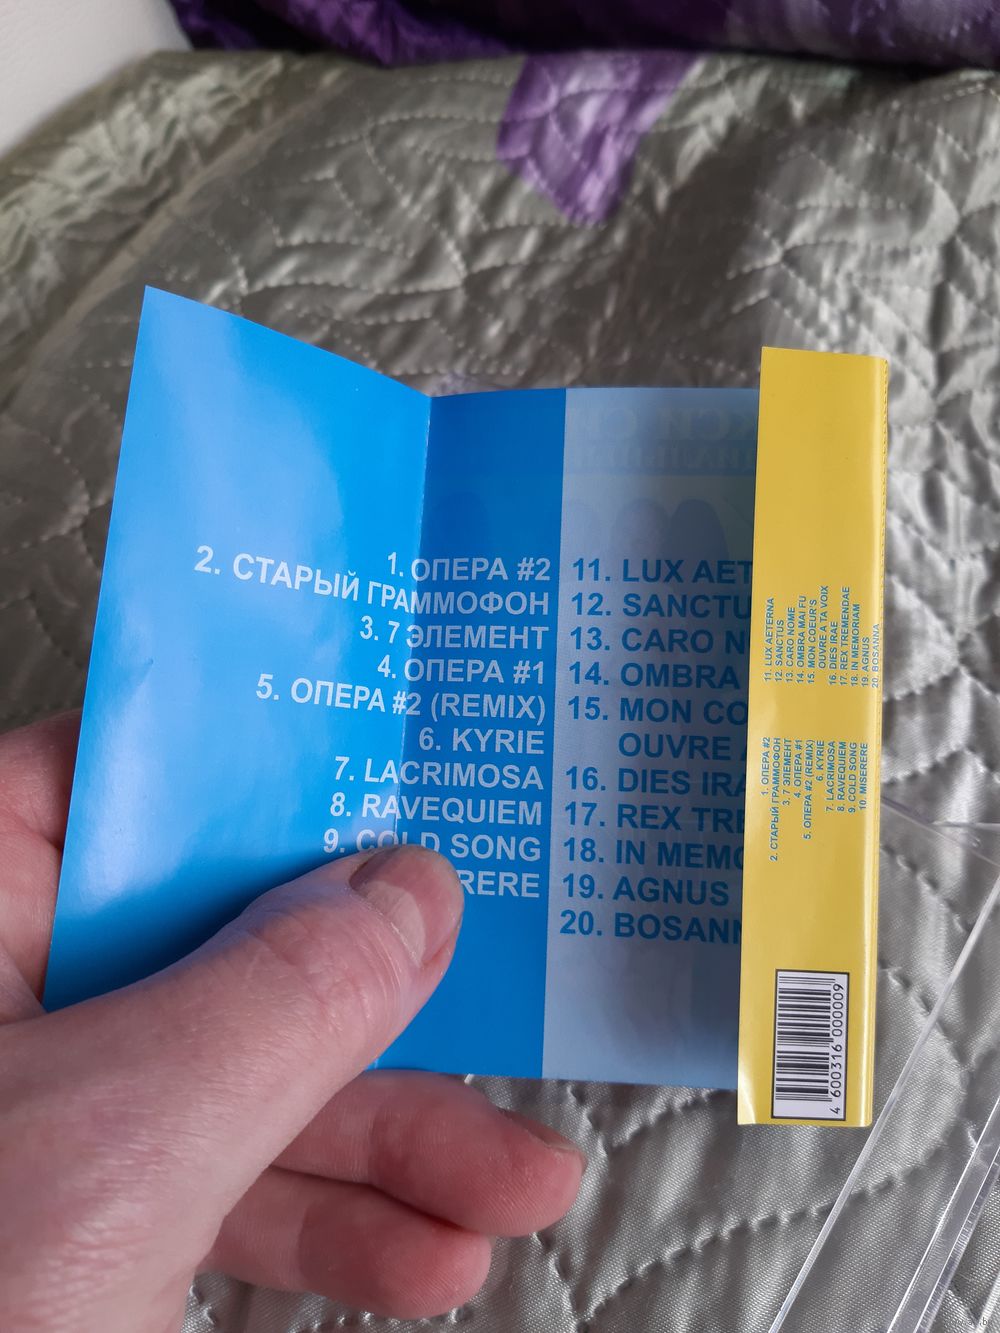 1. ОПЕРА #2
2. СТАРЫЙ ГРАММОФОН
3. 7 ЭЛЕМЕНТ
4. ОПЕРА #1
5. ОПЕРА #2 (REMIX)
6. KYRIE
7. LACRIMOSA
8. RAVEQUIEM
9. COLD SONG
RERE
11. LUX AET
12. SANCTU
13. CARO N
14. OMBRA
15. MON CO
OUVRE A
16. DIES IRA
17. REX TRE
18. IN MEMO
19. AGNUS
20. BOSANN
1. ОПЕРА #2
2. СТАРЫЙ ГРАММОФОН
3. 7 ЭЛЕМЕНТ
4. ОПЕРА #1
5. ОПЕРА #2 (REMIX)
6. KYRIE
7. LACRIMOSA
8. RAVEQUIEM
9. COLD SONG
10. MISERERE
11. LUX AETERNA
12. SANCTUS
13. CARO NOME
14. OMBRA MAI FU
15. MON COEUR'S
OUVRE A TA VOIX
16. DIES IRAE
17. REX TREMENDAE
18. IN MEMORIAM
19. AGNUS
20. BOSANNA
4 600316 000009